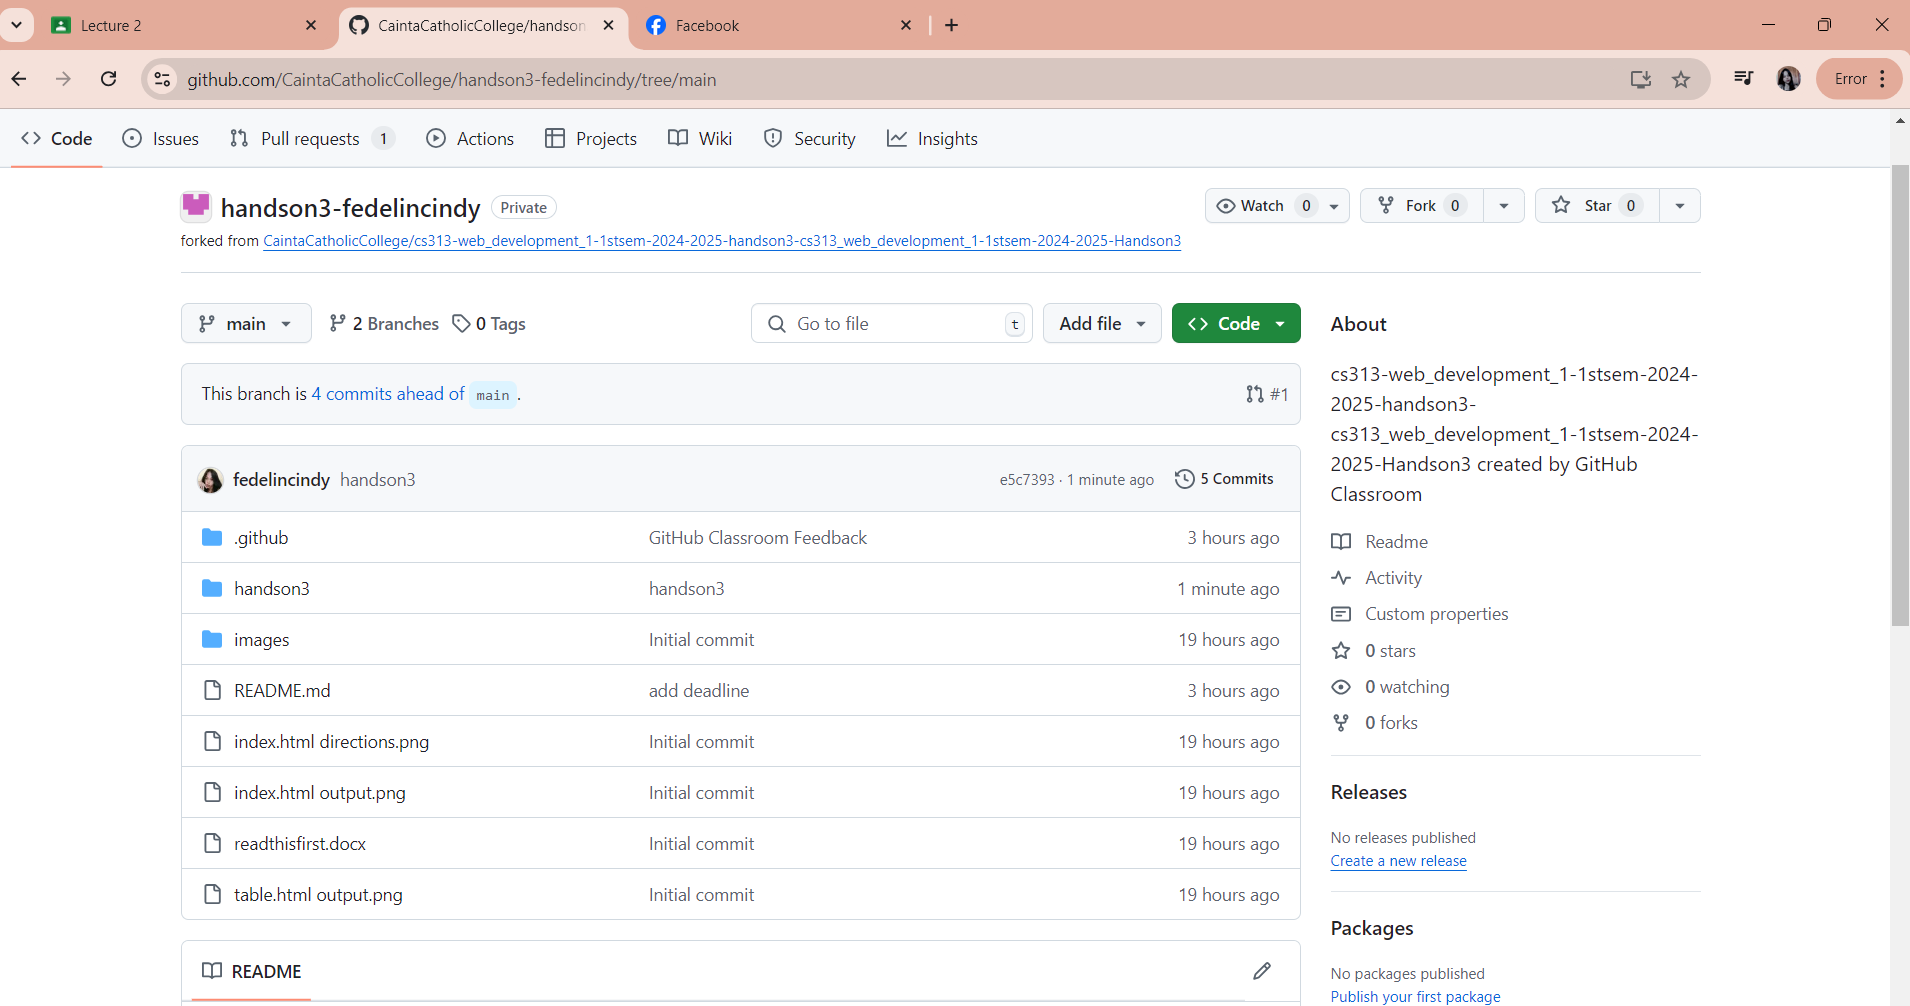 Lecture 2
CaintaCatholicCollege/handson
Facebook
github.com/CaintaCatholicCollege/handson3-fedelincindy/tree/main
Error
Code
Issues
Pull requests 1
Actions
Projects
Wiki
Security
Insights
handson3-fedelincindy Private
Watch 0
Fork 0
Star 0
forked from CaintaCatholicCollege/cs313-web_development_1-1stsem-2024-2025-handson3-cs313_web_development_1-1stsem-2024-2025-Handson3
main
2 Branches
0 Tags
Go to file t
Add file
Code
This branch is 4 commits ahead of main .
#1
fedelincindy handson3 e5c7393 · 1 minute ago 5 Commits
.github GitHub Classroom Feedback 3 hours ago
handson3 handson3 1 minute ago
images Initial commit 19 hours ago
README.md add deadline 3 hours ago
index.html directions.png Initial commit 19 hours ago
index.html output.png Initial commit 19 hours ago
readthisfirst.docx Initial commit 19 hours ago
table.html output.png Initial commit 19 hours ago
README
About
cs313-web_development_1-1stsem-2024-
2025-handson3-
cs313_web_development_1-1stsem-2024-
2025-Handson3 created by GitHub
Classroom
Readme
Activity
Custom properties
0 stars
0 watching
0 forks
Releases
No releases published
Create a new release
Packages
No packages published
Publish your first package